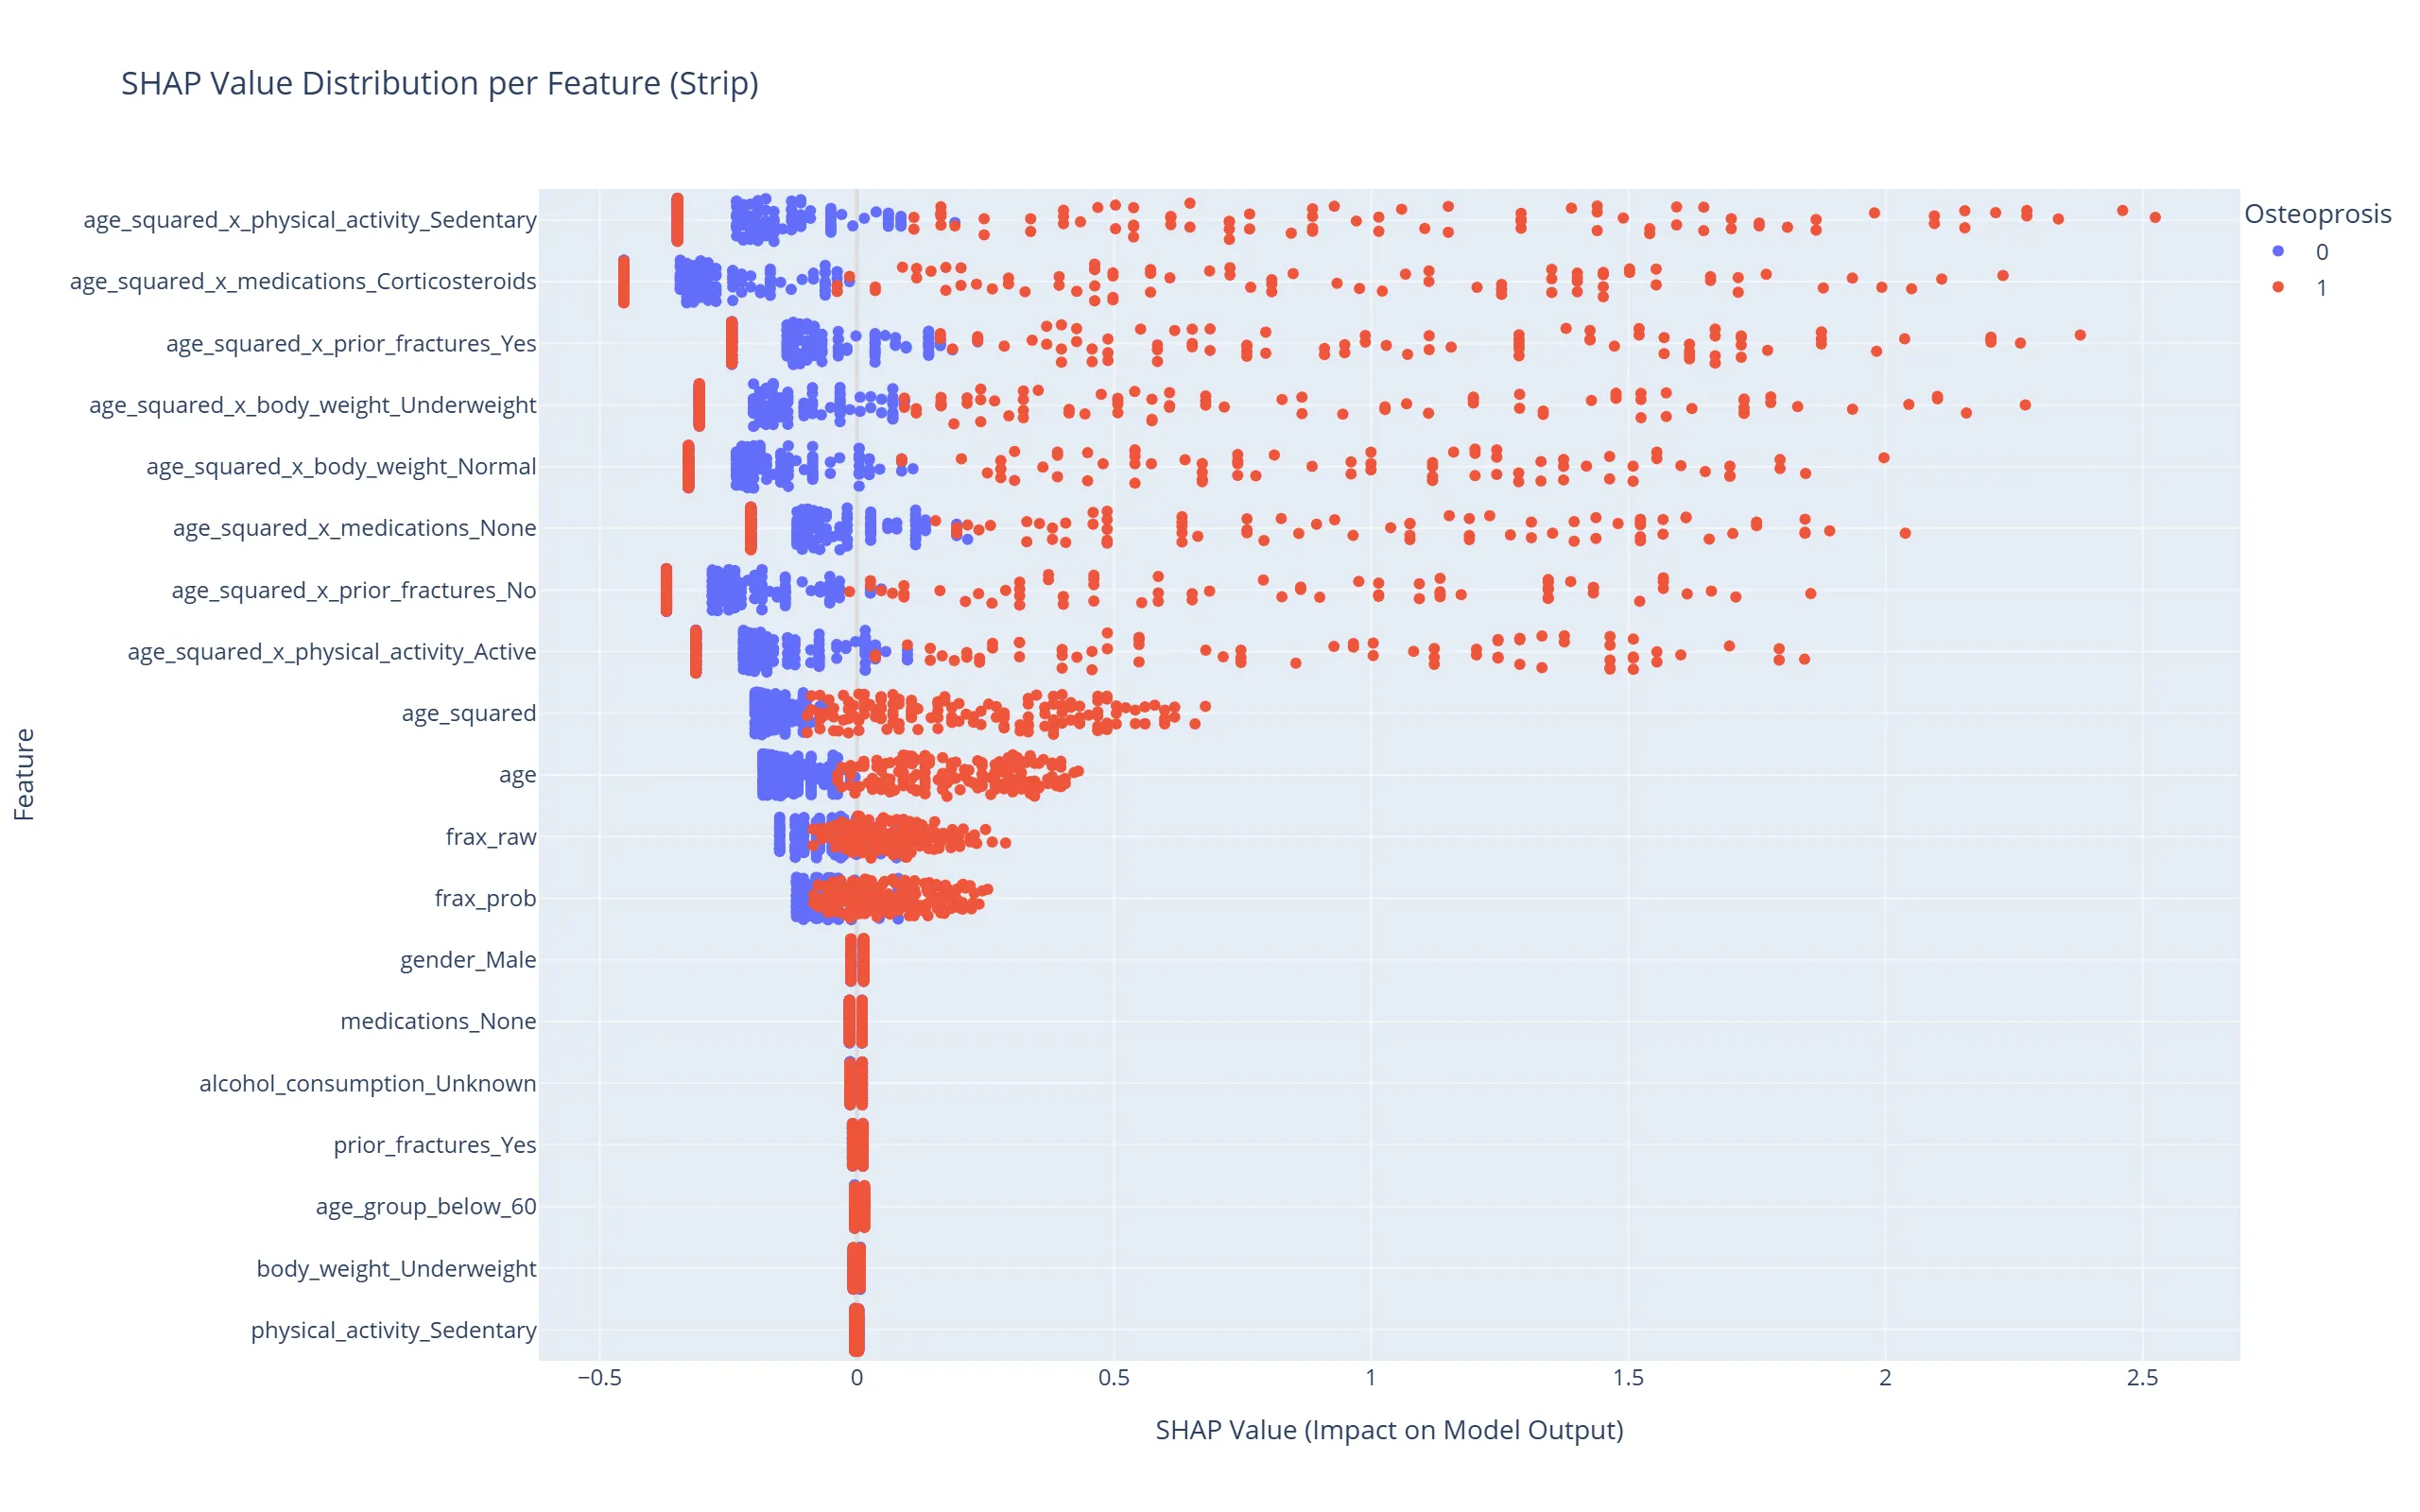 SHAP Value Distribution per Feature (Strip)
age_squared_x_physical_activity_Sedentary
age_squared_x_medications_Corticosteroids
age_squared_x_prior_fractures_Yes
age_squared_x_body_weight_Underweight
age_squared_x_body_weight_Normal
age_squared_x_medications_None
age_squared_x_prior_fractures_No
age_squared_x_physical_activity_Active
age_squared
age
frax_raw
frax_prob
gender_Male
medications_None
alcohol_consumption_Unknown
prior_fractures_Yes
age_group_below_60
body_weight_Underweight
physical_activity_Sedentary
Feature
−0.5
0
0.5
1
1.5
2
2.5
SHAP Value (Impact on Model Output)
Osteoprosis
0
1